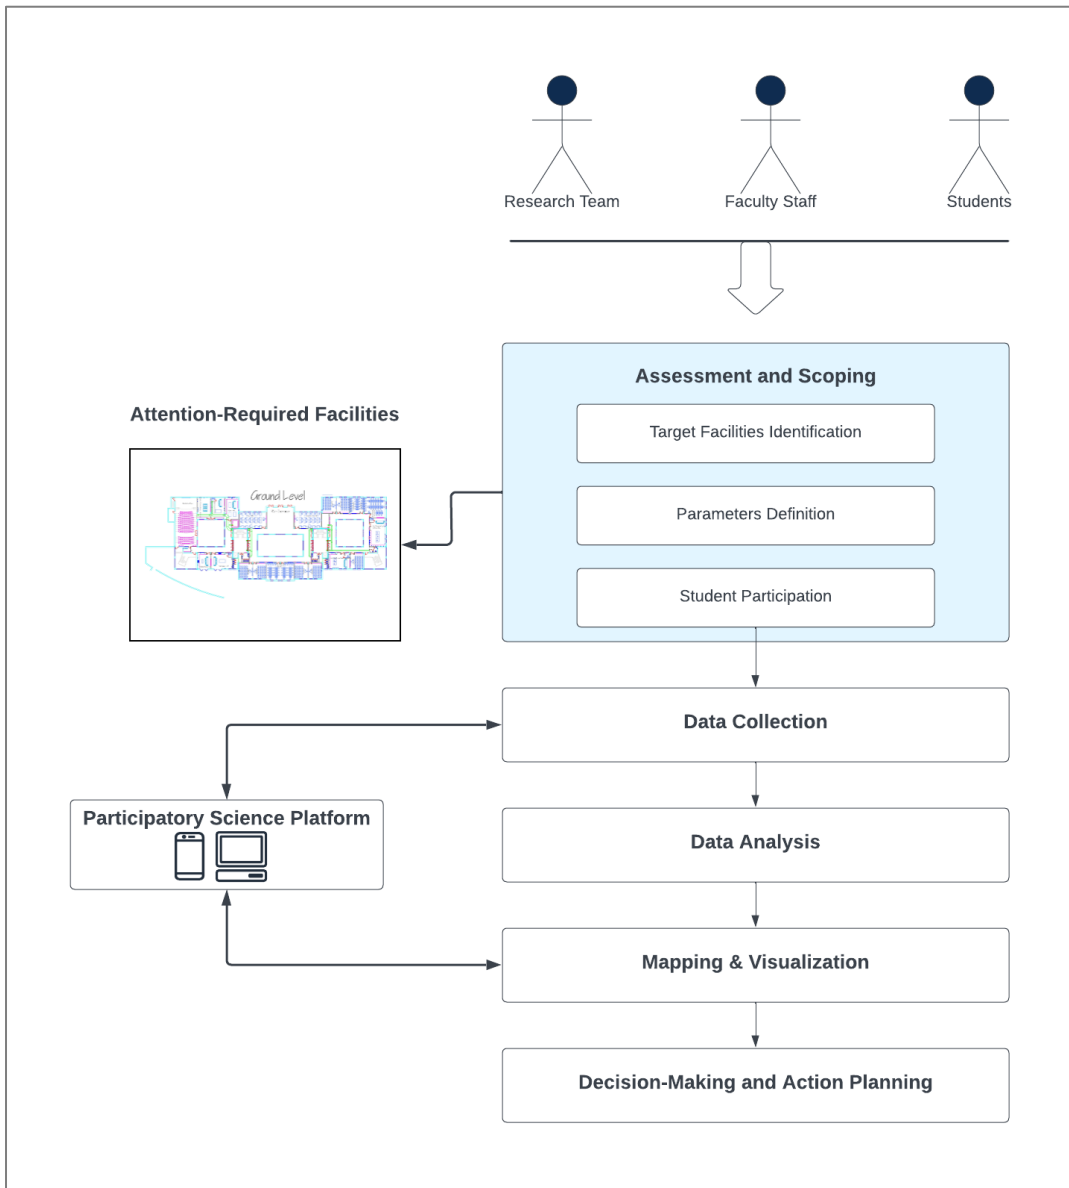 Research Team
Faculty Staff
Students
Assessment and Scoping
Target Facilities Identification
Parameters Definition
Student Participation
Attention-Required Facilities
Ground Level
Data Collection
Participatory Science Platform
Data Analysis
Mapping & Visualization
Decision-Making and Action Planning